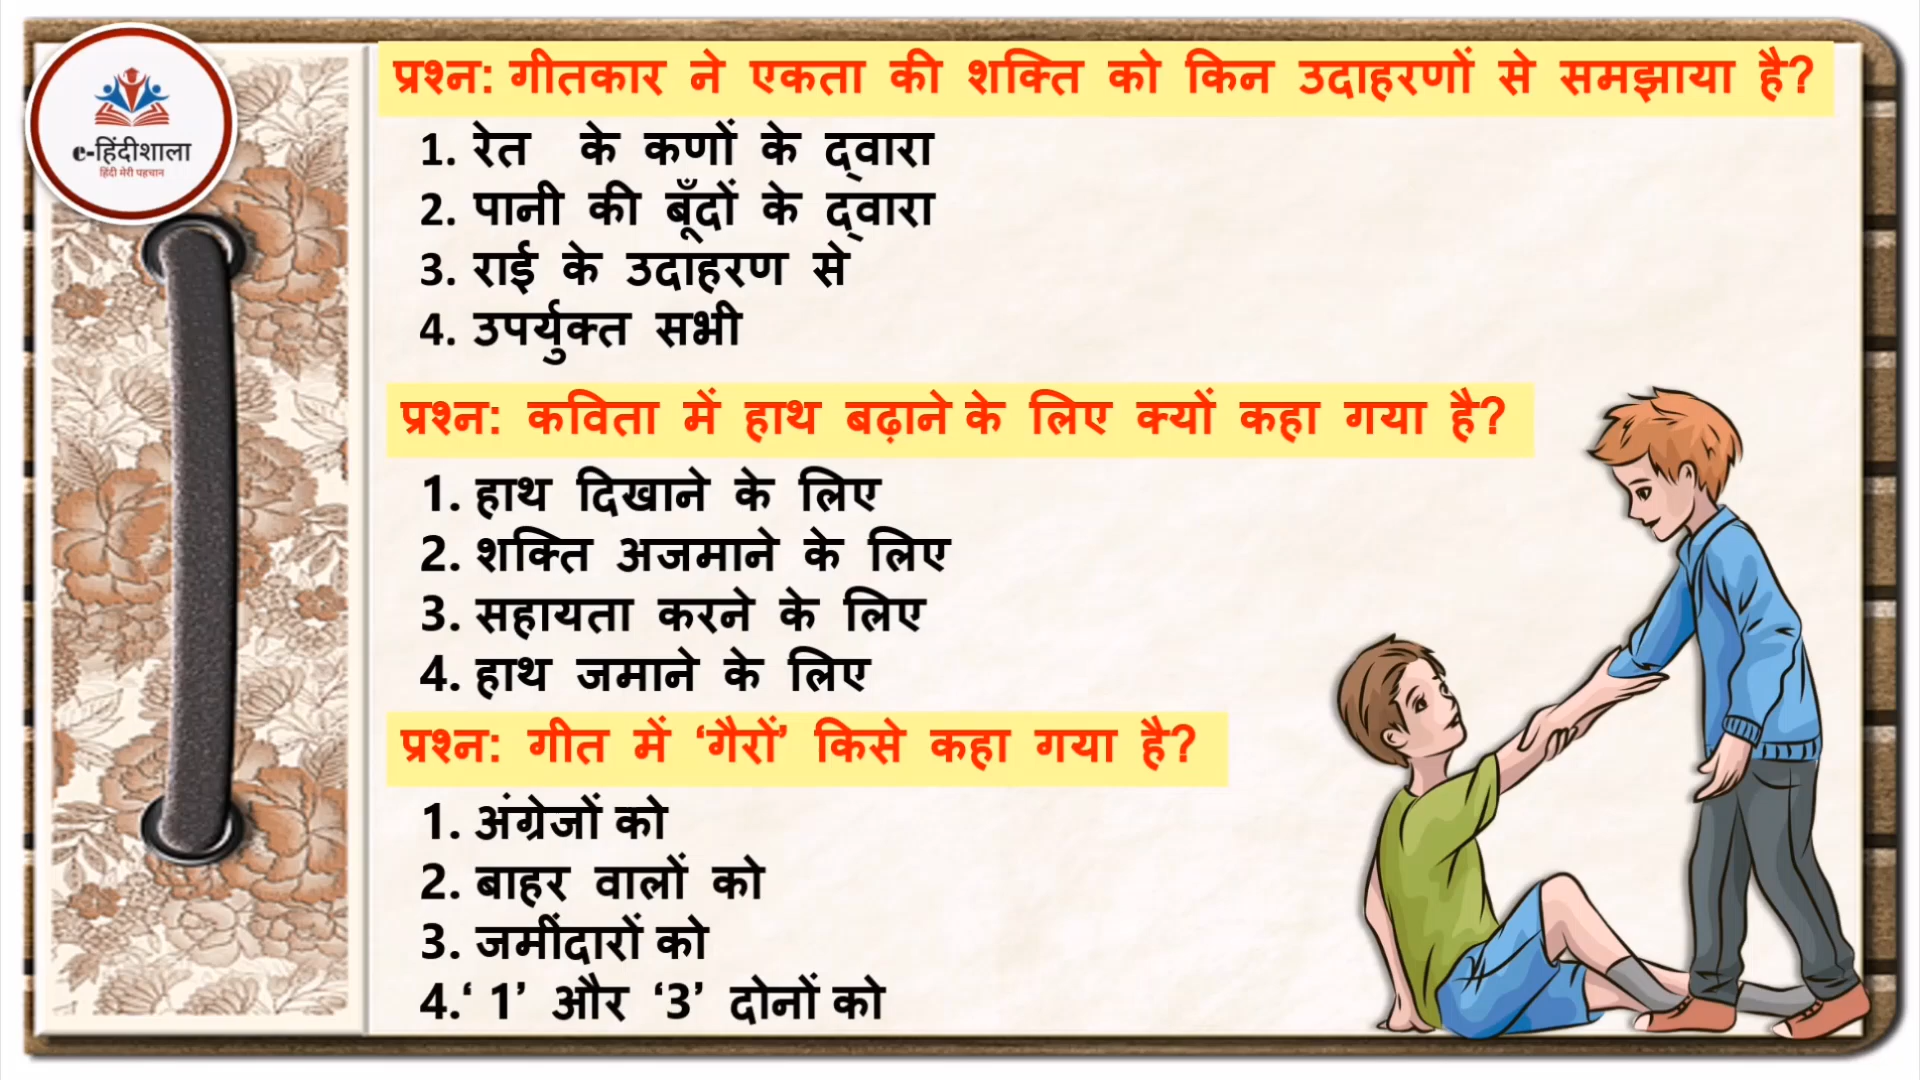 e-हिंदीशाला
हिंदी मेरी पहचान
प्रश्न: गीतकार ने एकता की शक्ति को किन उदाहरणों से समझाया है?
1. रेत के कणों के द्वारा
2. पानी की बूँदों के द्वारा
3. राई के उदाहरण से
4. उपर्युक्त सभी
प्रश्न: कविता में हाथ बढ़ाने के लिए क्यों कहा गया है?
1. हाथ दिखाने के लिए
2. शक्ति अजमाने के लिए
3. सहायता करने के लिए
4. हाथ जमाने के लिए
प्रश्न: गीत में ‘गैरों’ किसे कहा गया है?
1. अंग्रेजों को
2. बाहर वालों को
3. जमींदारों को
4.‘ 1’ और ‘3’ दोनों को